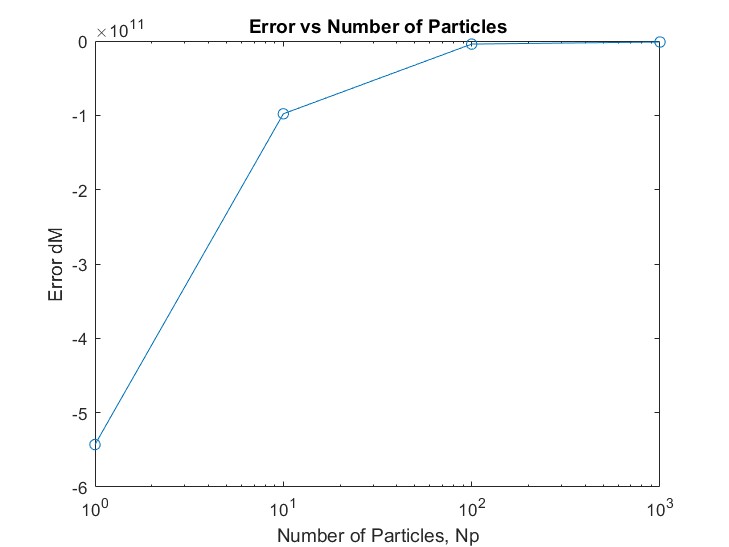 Error vs Number of Particles
×10^11
0
-1
-2
-3
-4
-5
-6
Error dM
10^0 10^1 10^2 10^3
Number of Particles, Np